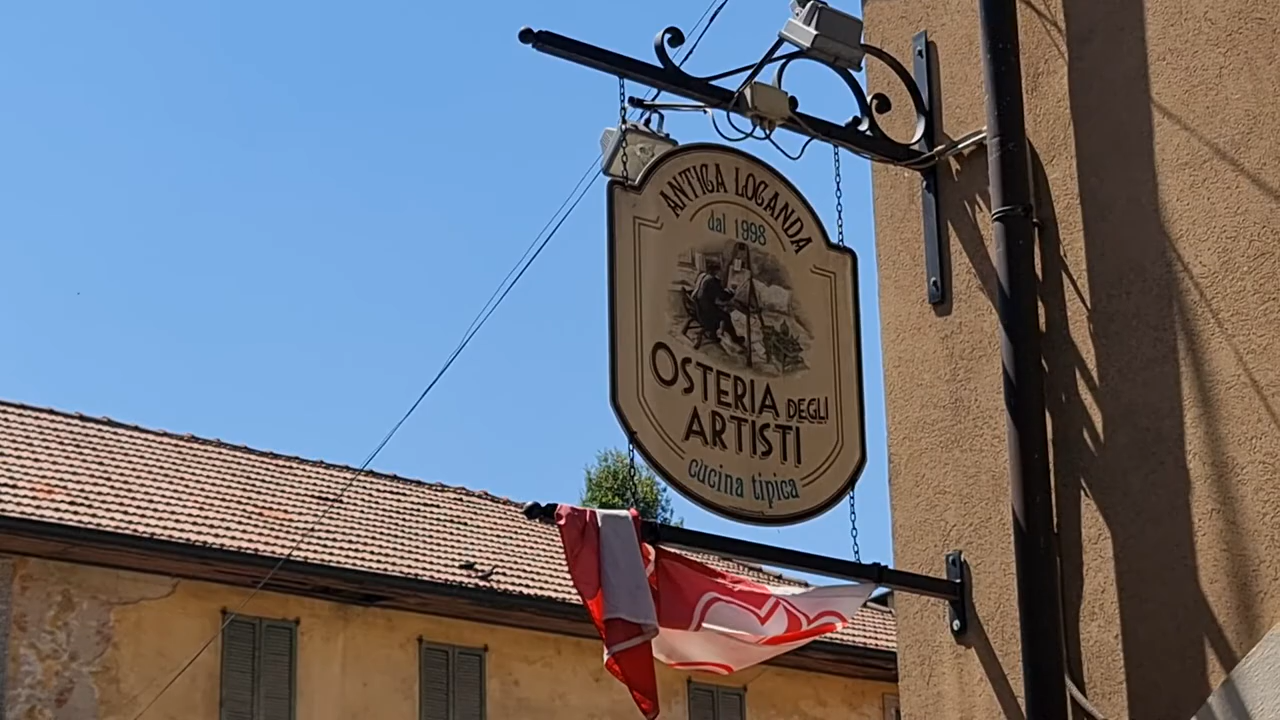 ANTICA LOCANDA
dal 1998
OSTERIA DEGLI
ARTISTI
cucina tipica